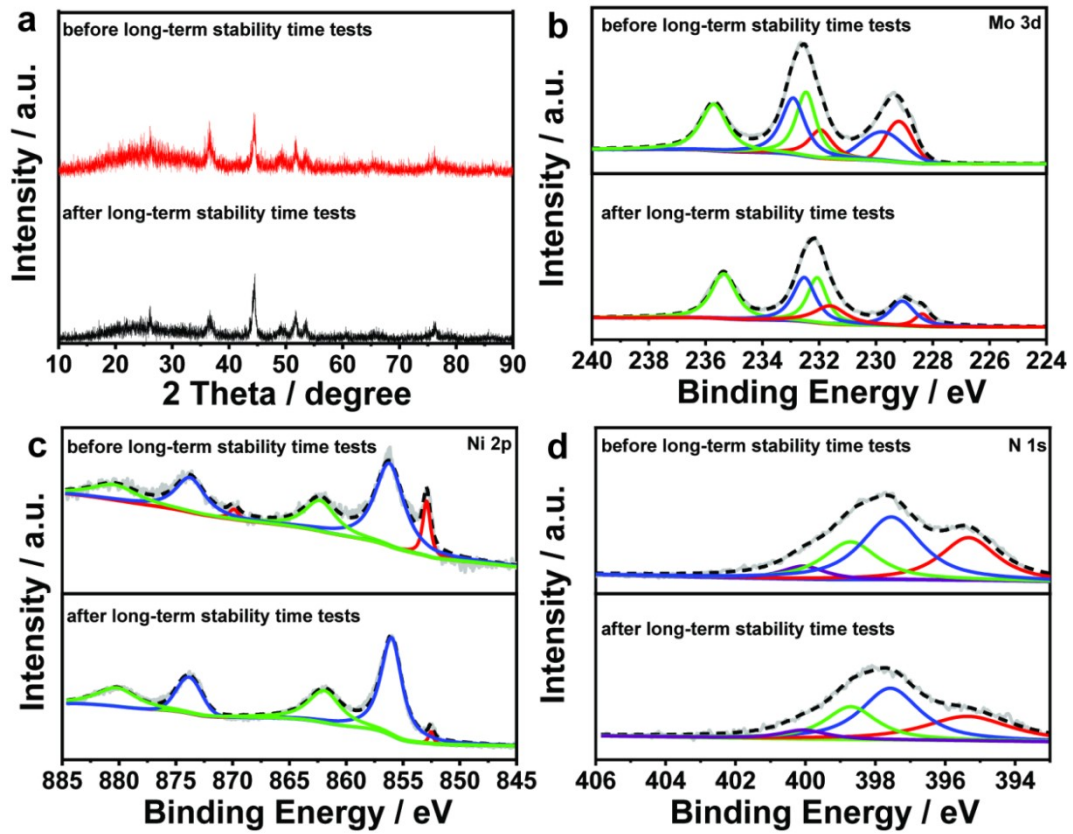 a
before long-term stability time tests
after long-term stability time tests
Intensity / a.u.
10 20 30 40 50 60 70 80 90
2 Theta / degree
b
before long-term stability time tests
Mo 3d
after long-term stability time tests
Intensity / a.u.
240 238 236 234 232 230 228 226 224
Binding Energy / eV
c
before long-term stability time tests
Ni 2p
after long-term stability time tests
Intensity / a.u.
885 880 875 870 865 860 855 850 845
Binding Energy / eV
d
before long-term stability time tests
N 1s
after long-term stability time tests
Intensity / a.u.
406 404 402 400 398 396 394
Binding Energy / eV